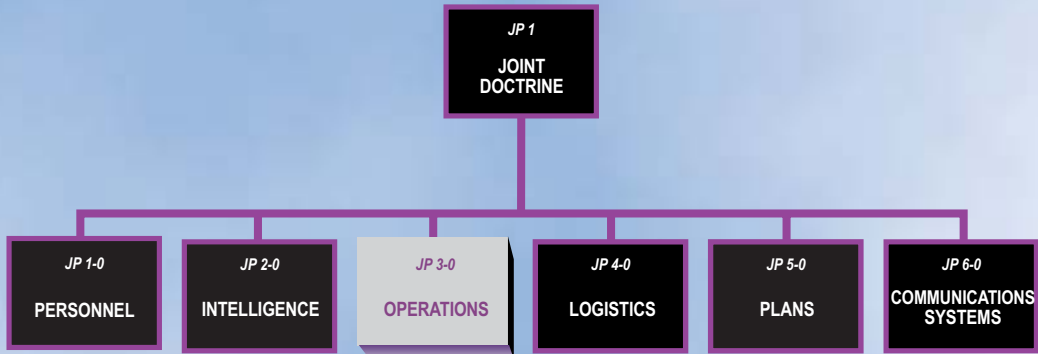 JP 1
JOINT
DOCTRINE
JP 1-0
PERSONNEL
JP 2-0
INTELLIGENCE
JP 3-0
OPERATIONS
JP 4-0
LOGISTICS
JP 5-0
PLANS
JP 6-0
COMMUNICATIONS
SYSTEMS